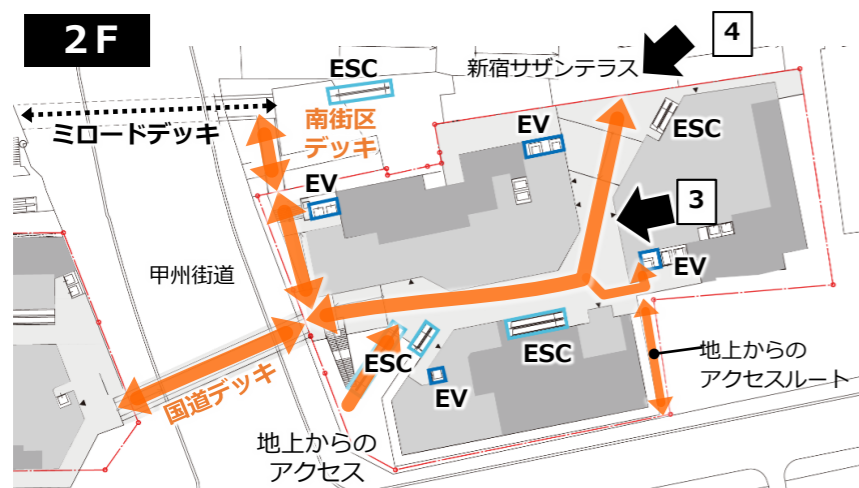 2F
4
ESC
新宿サザンテラス
ミロードデッキ
南街区
デッキ
EV
ESC
EV
3
甲州街道
EV
ESC
ESC
地上からの
アクセスルート
EV
国道デッキ
地上からの
アクセス